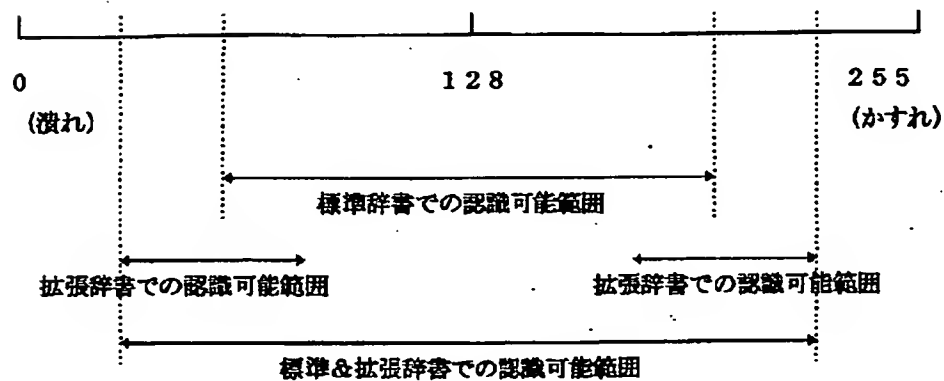 0 128 255
(潰れ) (かすれ)
標準辞書での認識可能範囲
拡張辞書での認識可能範囲 拡張辞書での認識可能範囲
標準&拡張辞書での認識可能範囲